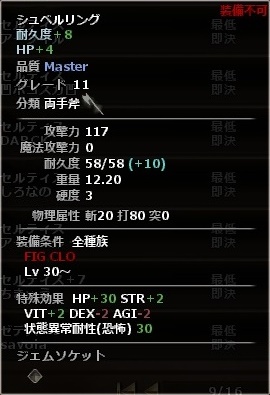 装備不可
シュペルリング
耐久度+8
HP+4
品質 Master
グレード 11
分類 両手斧
攻撃力 117
魔法攻撃力 0
耐久度 58/58 (+10)
重量 12.20
硬度 3
物理属性 斬20 打80 突0
装備条件 全種族
FIG CLO
Lv 30～
特殊効果 HP+30 STR+2
VIT+2 DEX-2 AGI-2
状態異常耐性(恐怖) 30
ジェムソケット
9/16